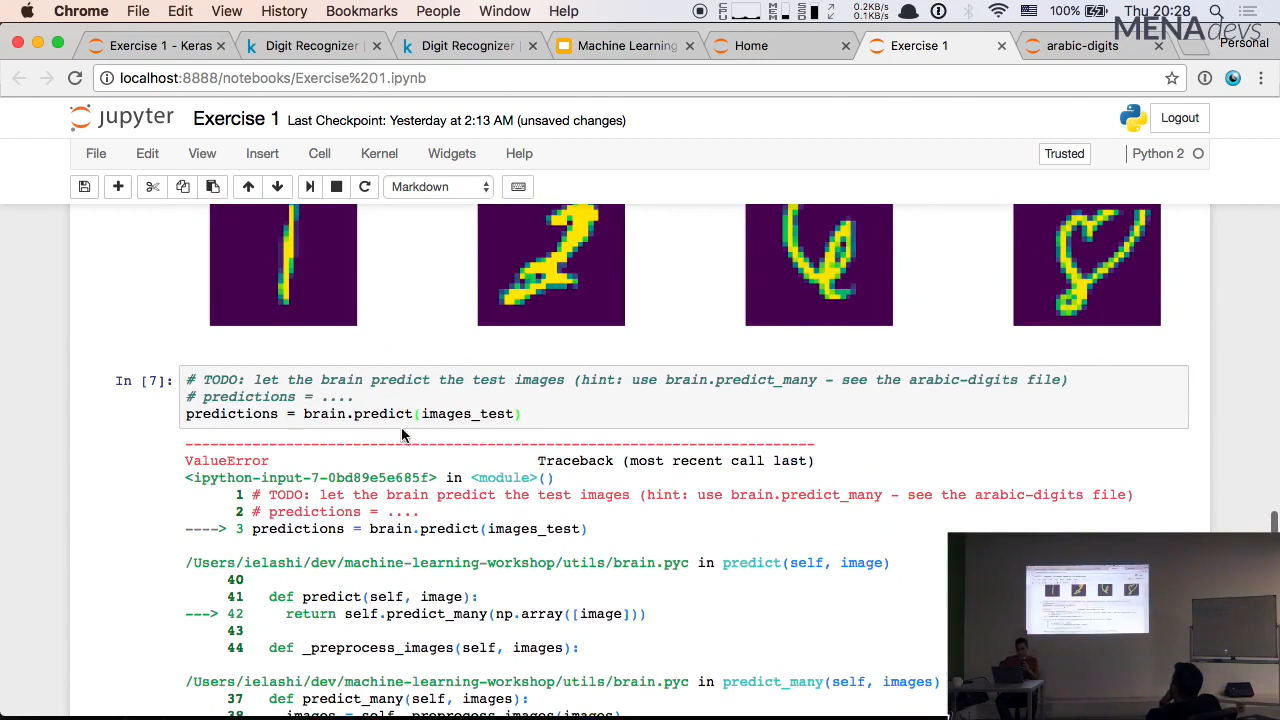 Chrome File Edit View History Bookmarks People Window Help
0.2KB/s
0.1KB/s
100%
Thu 20:28
MENAdevs
Exercise 1 - Keras
Digit Recognizer
Digit Recognizer
Machine Learning
Home
Exercise 1
arabic-digits
Personal
localhost:8888/notebooks/Exercise%201.ipynb
jupyter Exercise 1 Last Checkpoint: Yesterday at 2:13 AM (unsaved changes)
Logout
File Edit View Insert Cell Kernel Widgets Help
Trusted
Python 2
Markdown
In [7]: # TODO: let the brain predict the test images (hint: use brain.predict_many - see the arabic-digits file)
# predictions = ....
predictions = brain.predict(images_test)
ValueError Traceback (most recent call last)
<ipython-input-7-0bd89e5e685f> in <module>()
1 # TODO: let the brain predict the test images (hint: use brain.predict_many - see the arabic-digits file)
2 # predictions = ....
----> 3 predictions = brain.predict(images_test)
/Users/ielashi/dev/machine-learning-workshop/utils/brain.pyc in predict(self, image)
40
41 def predict(self, image):
---> 42 return self.predict_many(np.array([image]))
43
44 def _preprocess_images(self, images):
/Users/ielashi/dev/machine-learning-workshop/utils/brain.pyc in predict_many(self, images)
37 def predict_many(self, images):
38 images = self._preprocess_images(images)